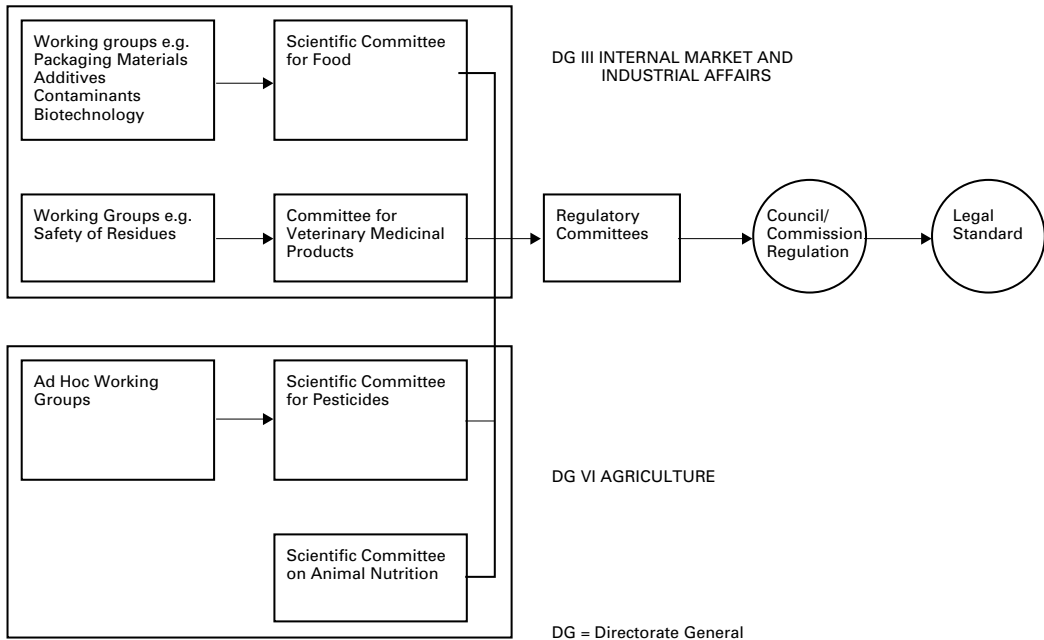 Working groups e.g.
Packaging Materials
Additives
Contaminants
Biotechnology
Scientific Committee
for Food
DG III INTERNAL MARKET AND
INDUSTRIAL AFFAIRS
Working Groups e.g.
Safety of Residues
Committee for
Veterinary Medicinal
Products
Regulatory
Committees
Council/
Commission
Regulation
Legal
Standard
Ad Hoc Working
Groups
Scientific Committee
for Pesticides
DG VI AGRICULTURE
Scientific Committee
on Animal Nutrition
DG = Directorate General